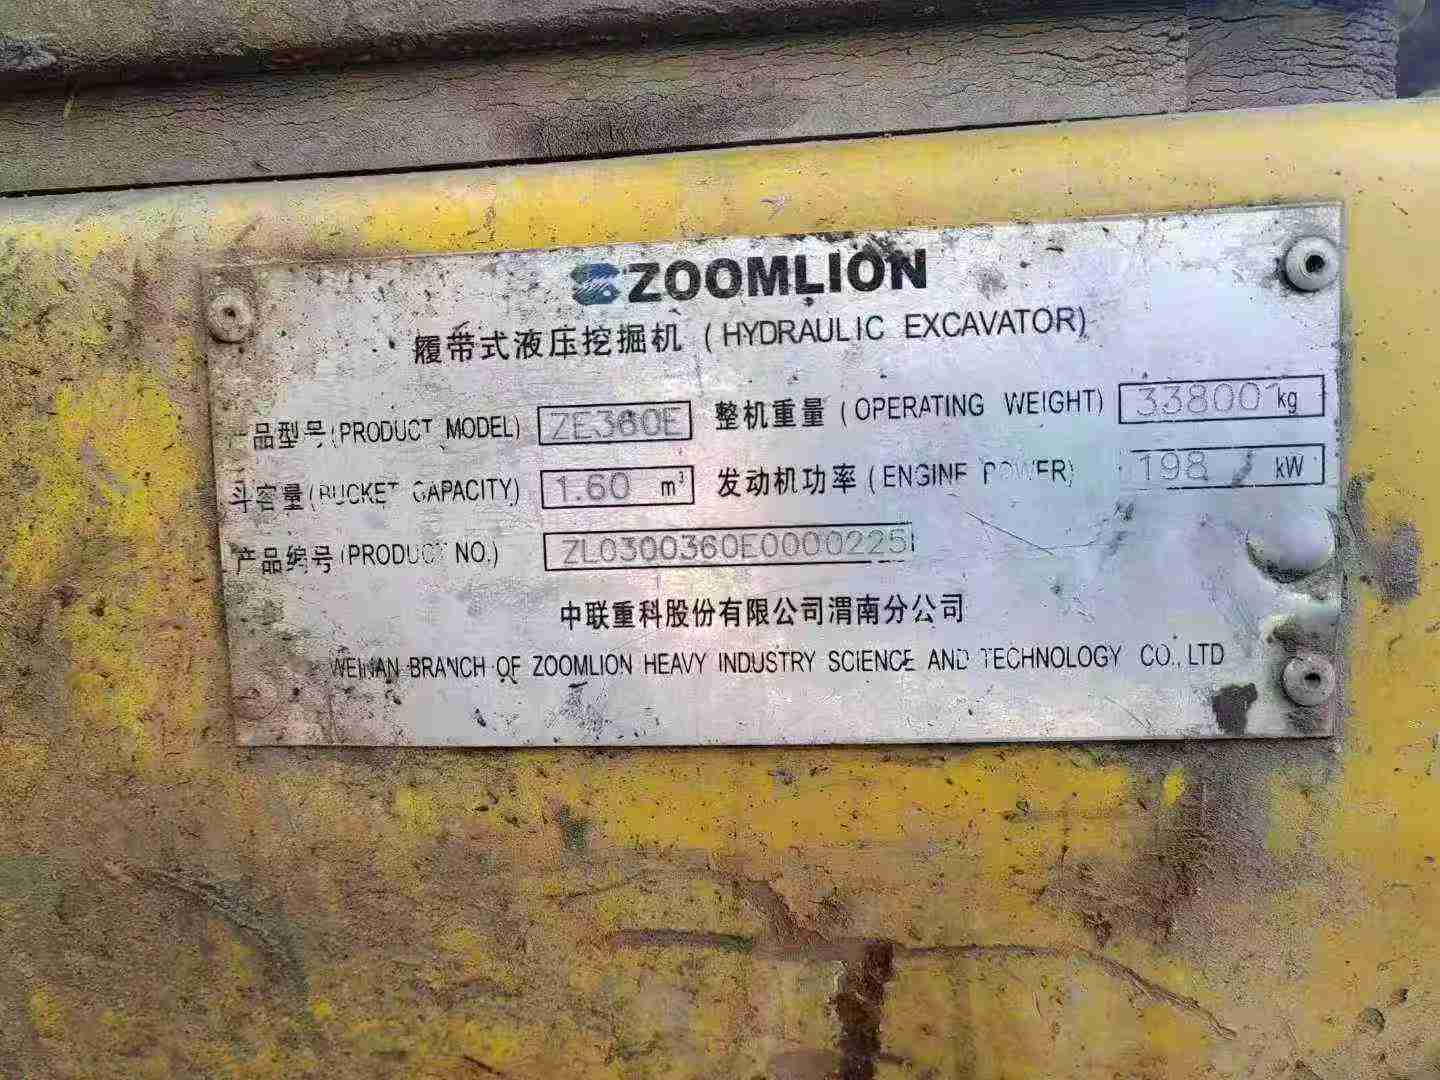 ZOOMLION
履带式液压挖掘机 (HYDRAULIC EXCAVATOR)
产品型号 (PRODUCT MODEL) ZE360E 整机重量 (OPERATING WEIGHT) 33800 kg
斗容量 (BUCKET CAPACITY) 1.60 m³ 发动机功率 (ENGINE POWER) 198 kW
产品编号 (PRODUCT NO.) ZL0300360E0000225
中联重科股份有限公司渭南分公司
WEINAN BRANCH OF ZOOMLION HEAVY INDUSTRY SCIENCE AND TECHNOLOGY CO., LTD